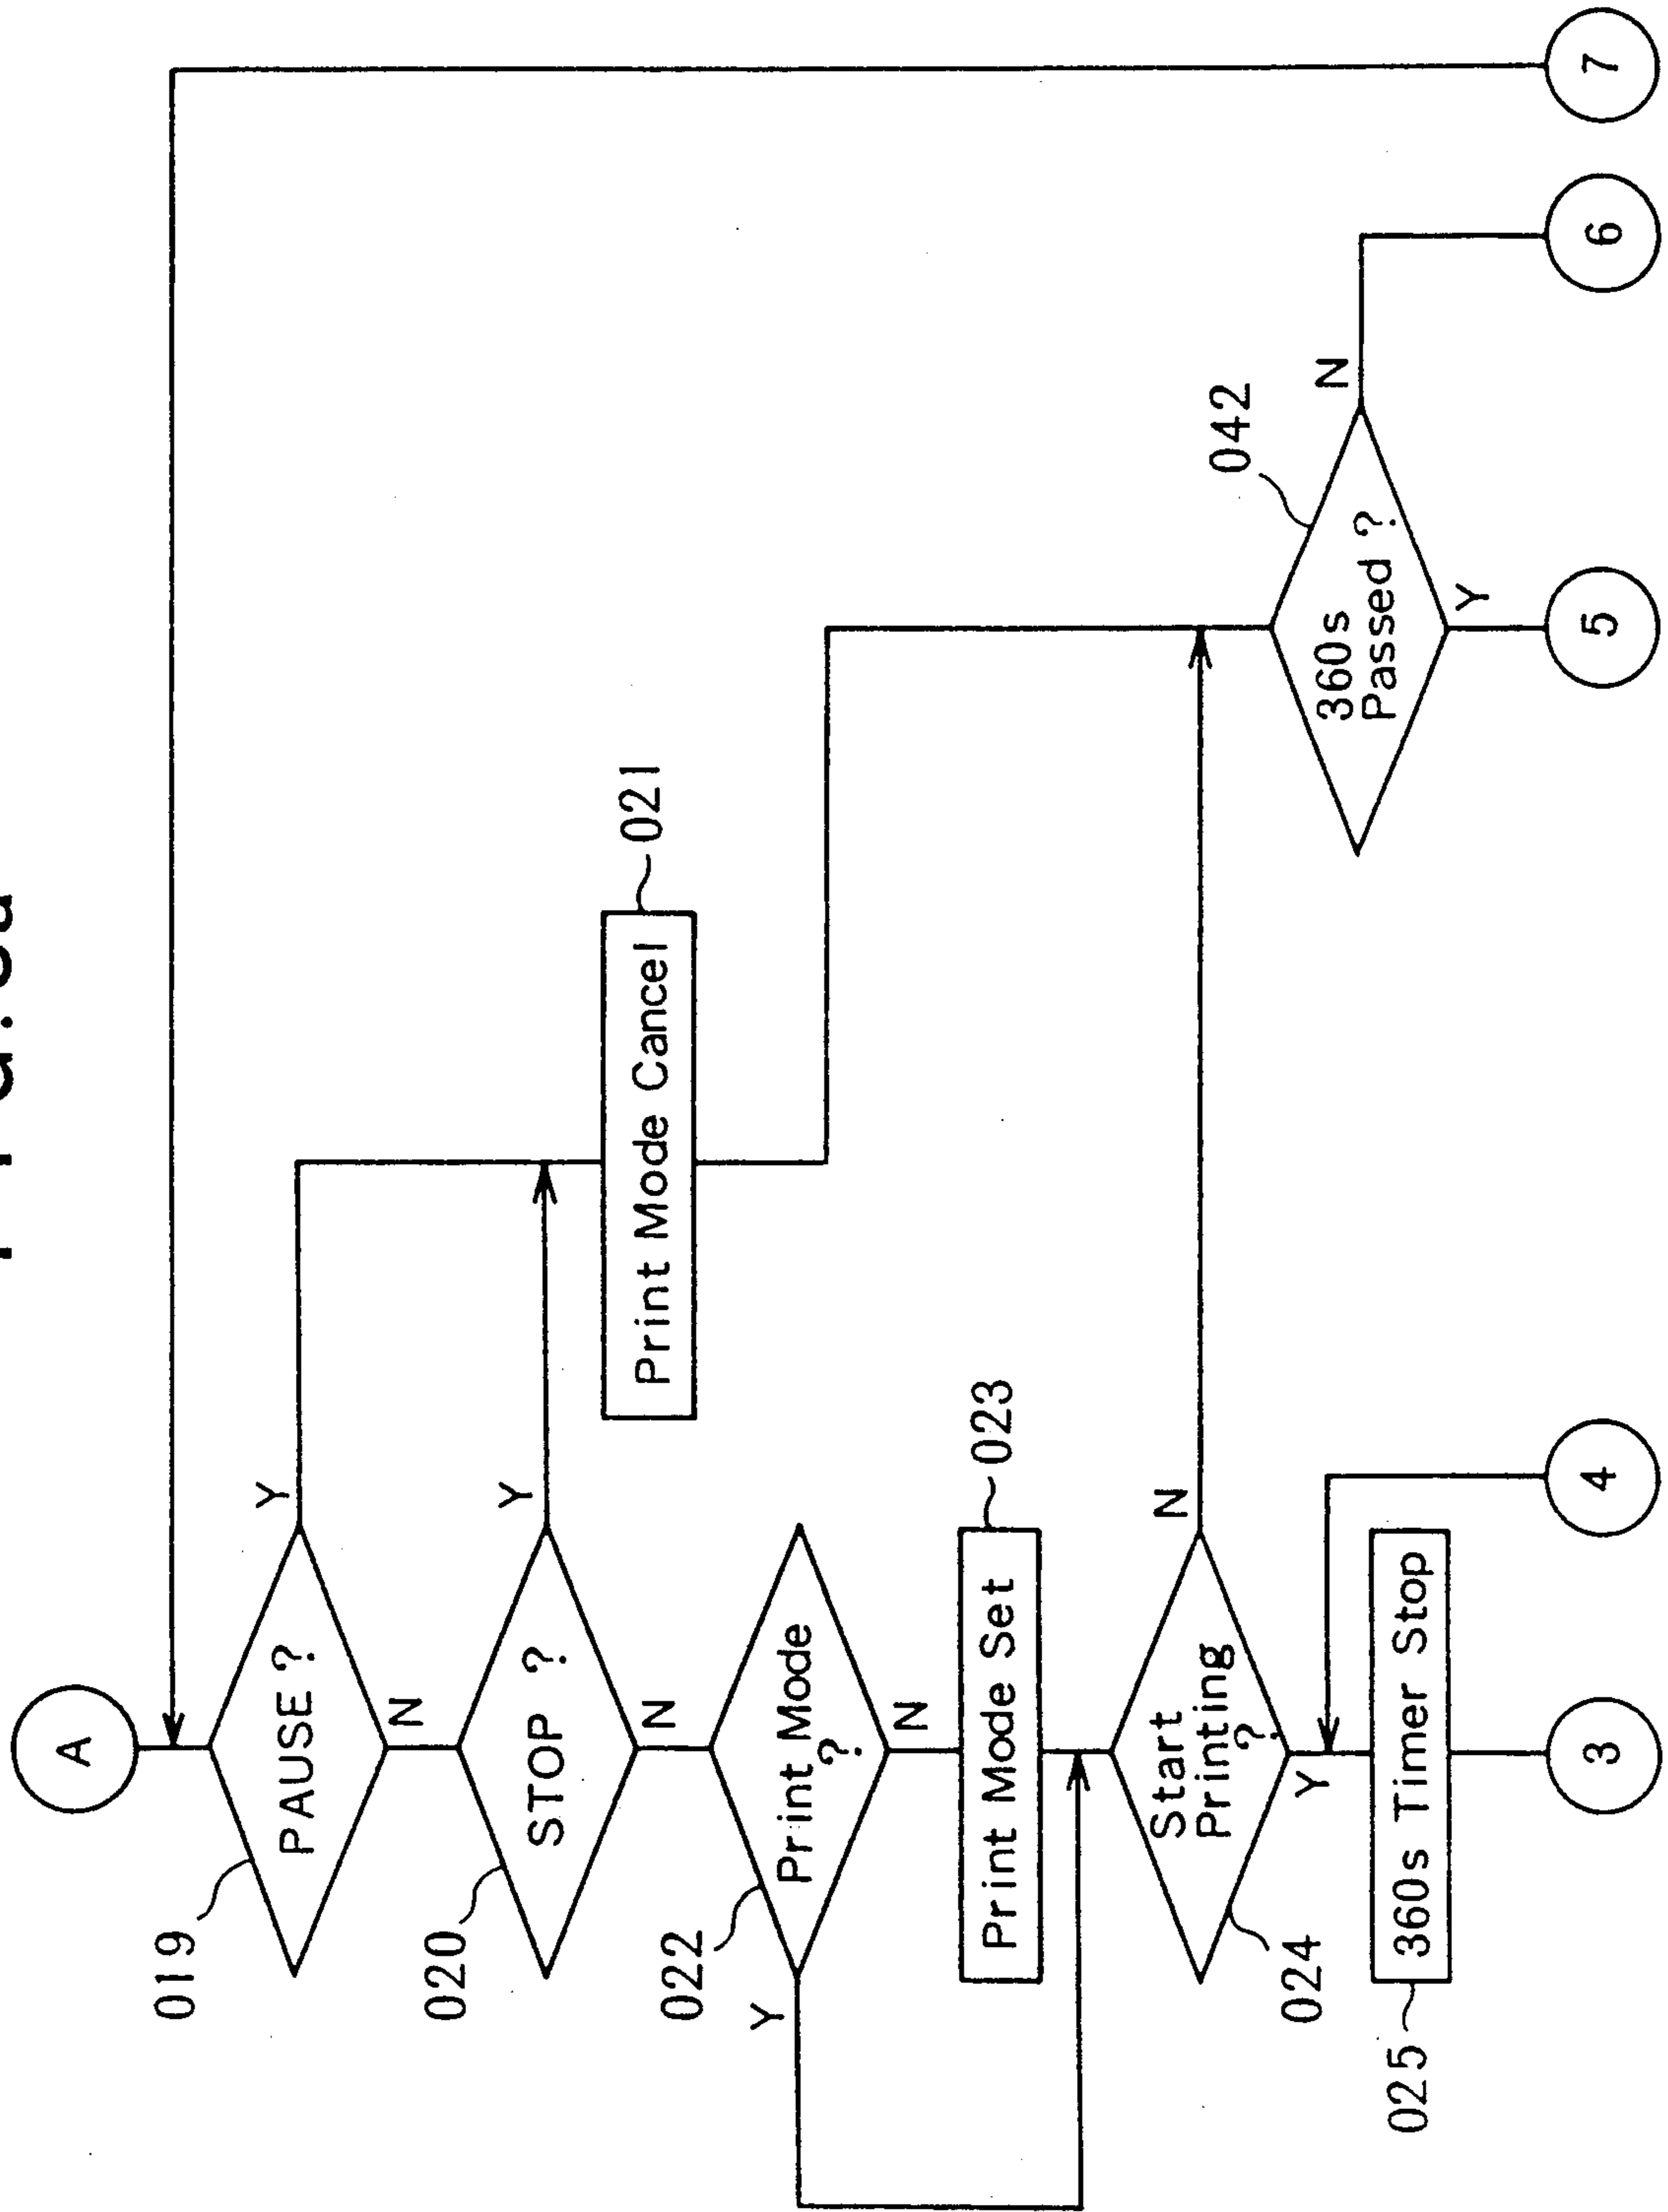 A
7
019
PAUSE ?
Y
N
020
STOP ?
Y
N
Print Mode Cancel
021
022
Print Mode
?
Y
N
Print Mode Set
023
024
Start
Printing
?
N
Y
042
360s
Passed ?
N
Y
025
360s Timer Stop
3
4
5
6
7